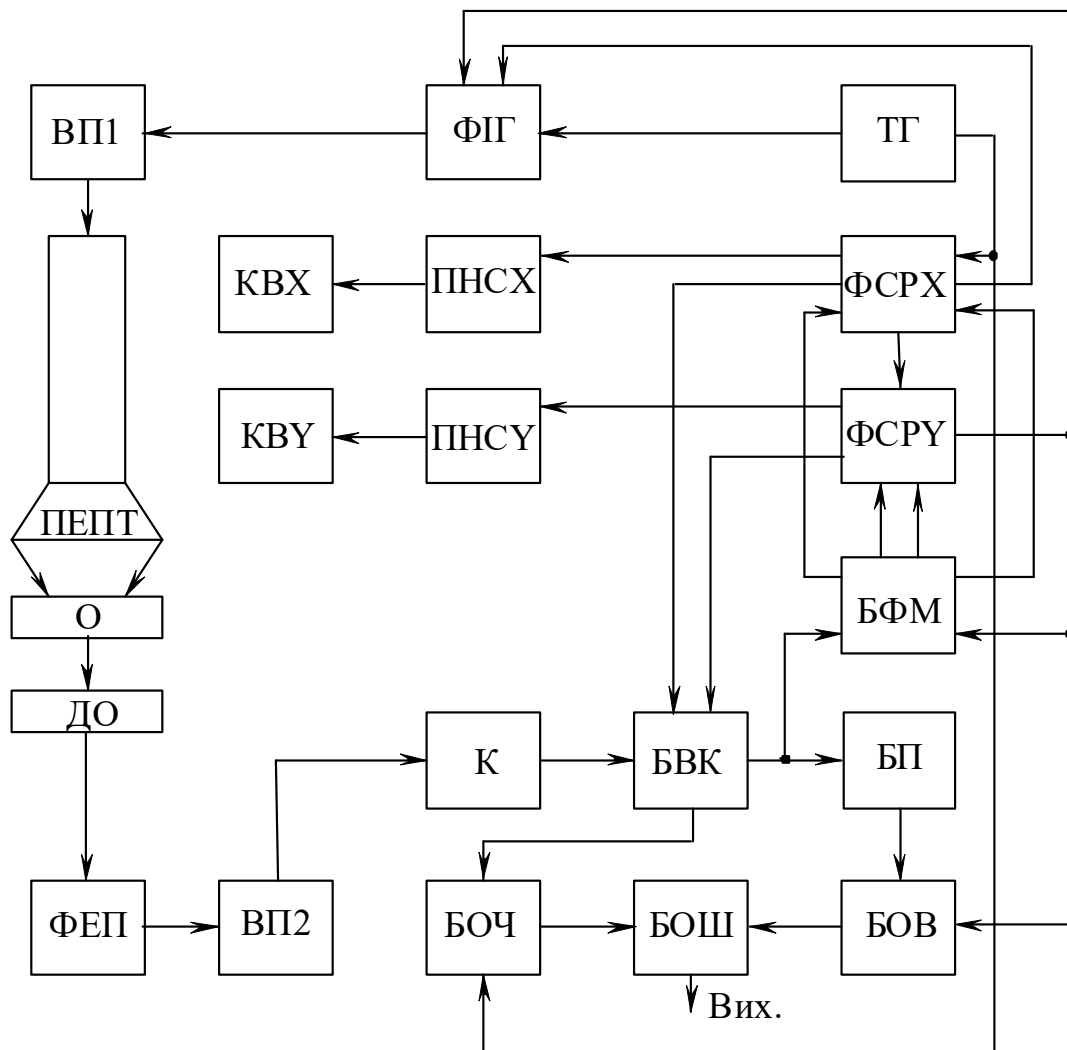 ВП1
ФІГ
ТГ
КВХ
ПНСХ
ФСРХ
КВY
ПНСY
ФСРY
ПЕПТ
О
БФМ
ДО
К
БВК
БП
ФЕП
ВП2
БОЧ
БОШ
БОВ
Вих.